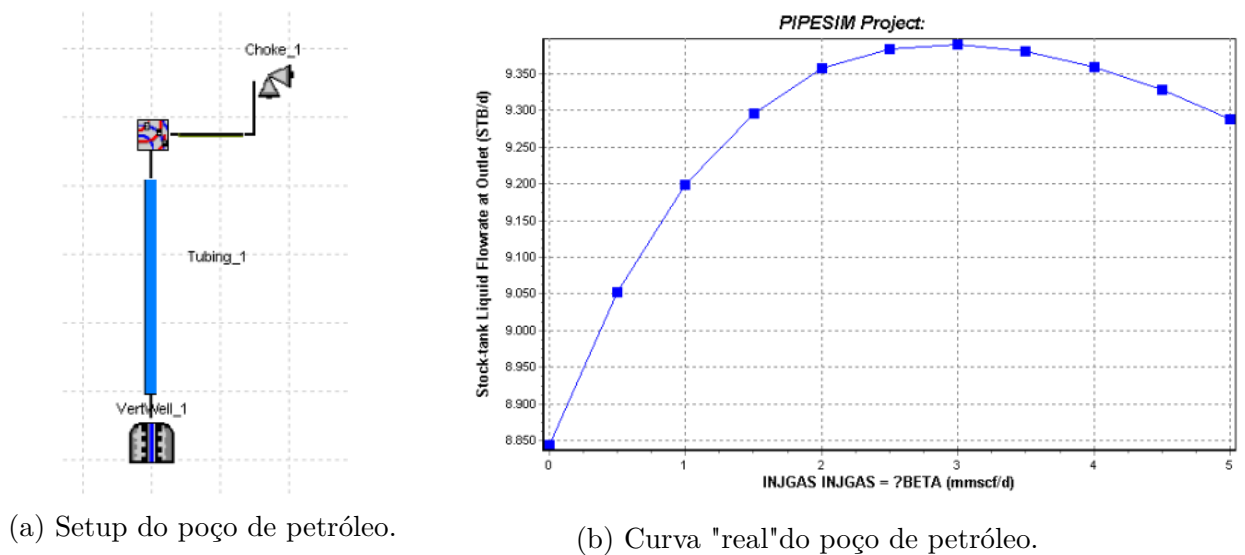 Choke_1
Tubing_1
VertWell_1
(a) Setup do poço de petróleo.
PIPESIM Project:
Stock-tank Liquid Flowrate at Outlet (STB/d)
9.350
9.300
9.250
9.200
9.150
9.100
9.050
9.000
8.950
8.900
8.850
0 1 2 3 4 5
INJGAS INJGAS = ?BETA (mmscf/d)
(b) Curva "real"do poço de petróleo.